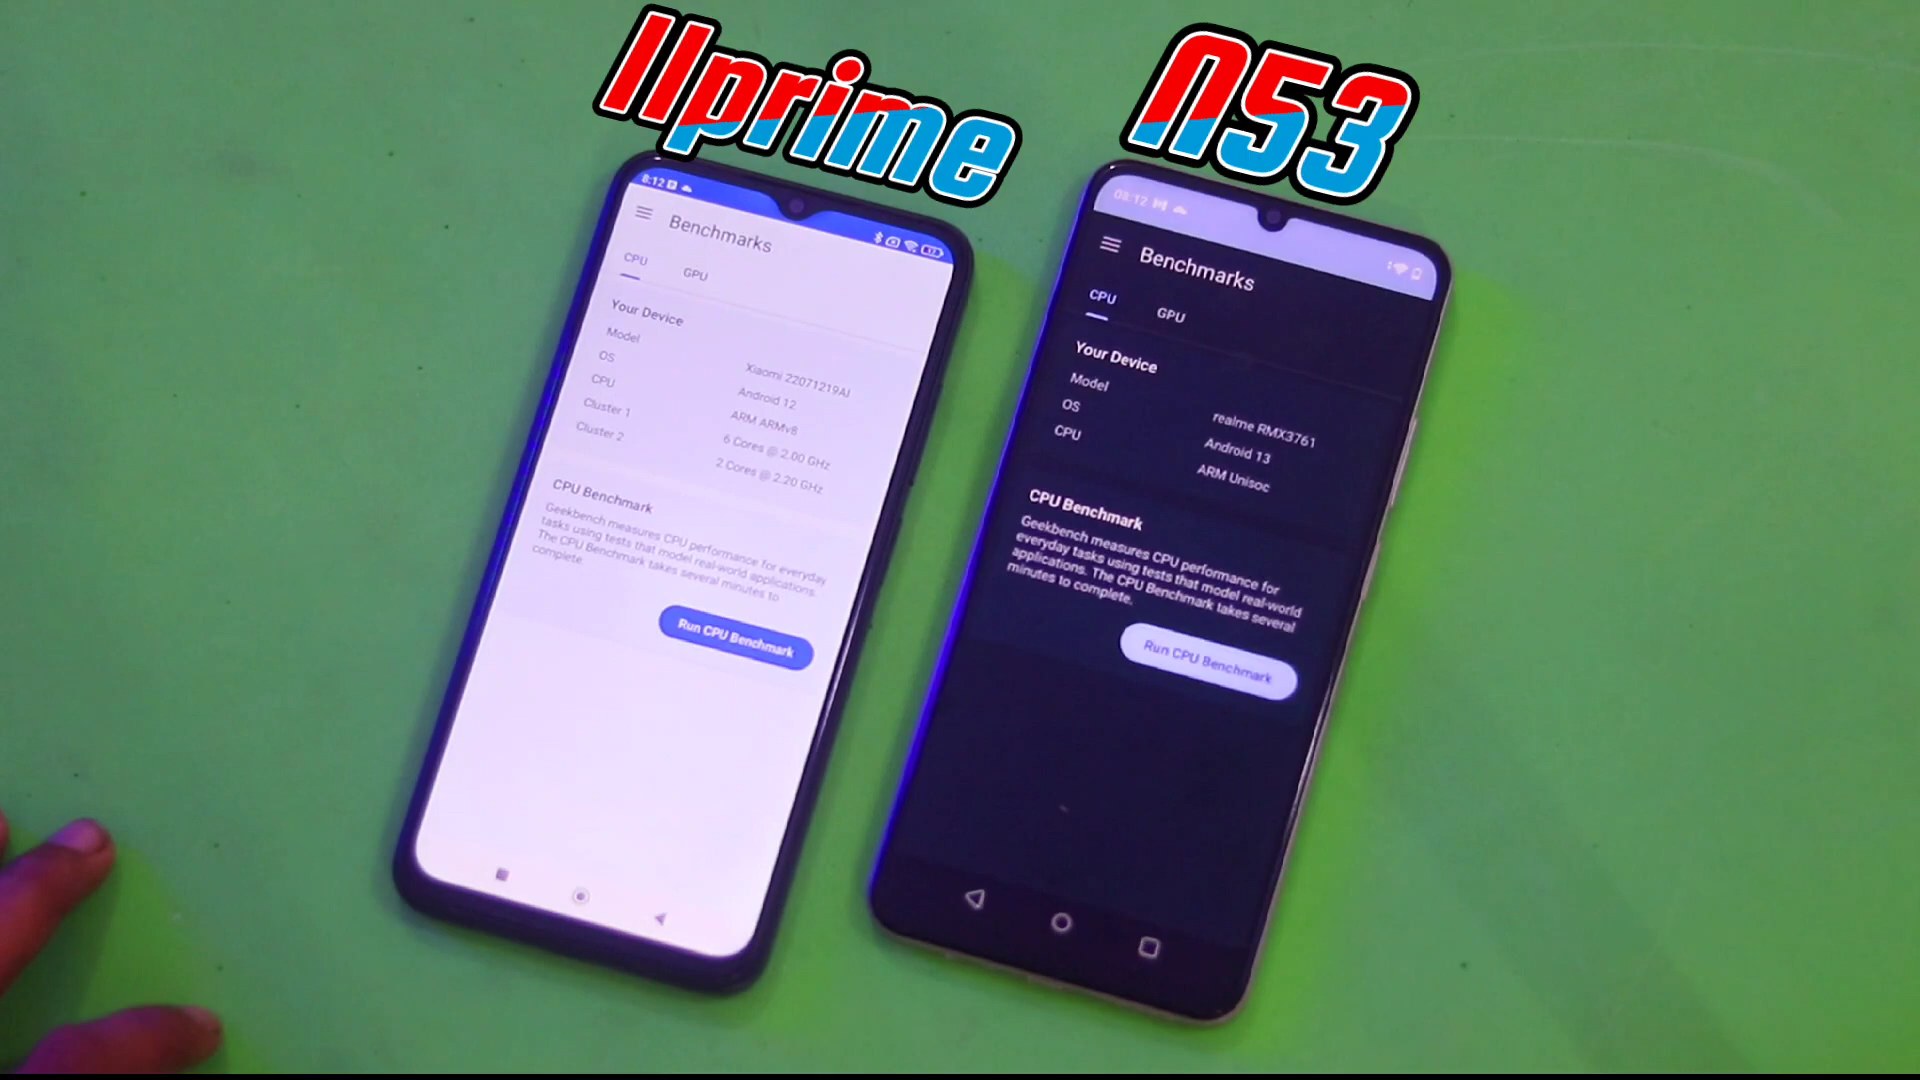 11prime
N53
8:12
17
Benchmarks
CPU
GPU
Your Device
Model
Xiaomi 22071219AI
OS
Android 12
CPU
ARM ARMv8
Cluster 1
6 Cores @ 2.00 GHz
Cluster 2
2 Cores @ 2.20 GHz
CPU Benchmark
Geekbench measures CPU performance for everyday
tasks using tests that model real-world applications.
The CPU Benchmark takes several minutes to
complete.
Run CPU Benchmark
08:12
Benchmarks
CPU
GPU
Your Device
Model
realme RMX3761
OS
Android 13
CPU
ARM Unisoc
CPU Benchmark
Geekbench measures CPU performance for
everyday tasks using tests that model real-world
applications. The CPU Benchmark takes several
minutes to complete.
Run CPU Benchmark